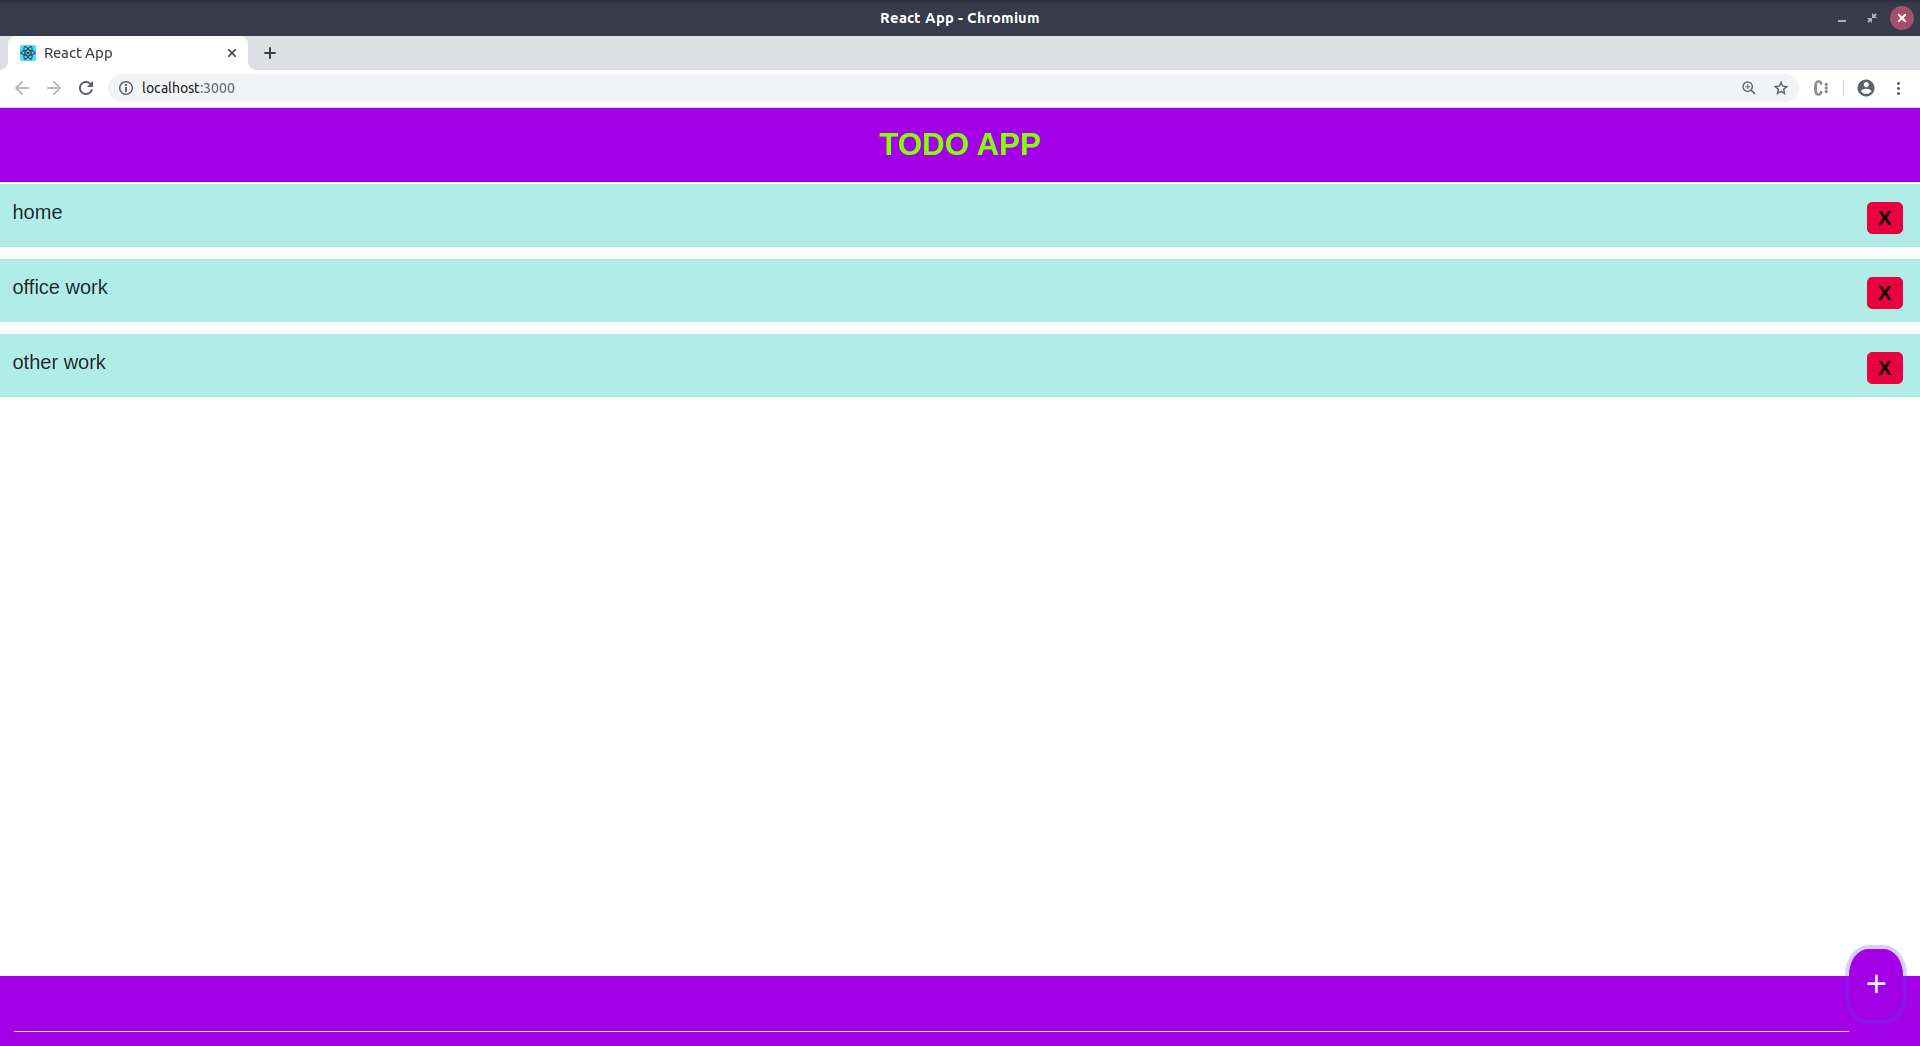 React App - Chromium
React App
localhost:3000
TODO APP
home
X
office work
X
other work
X
+